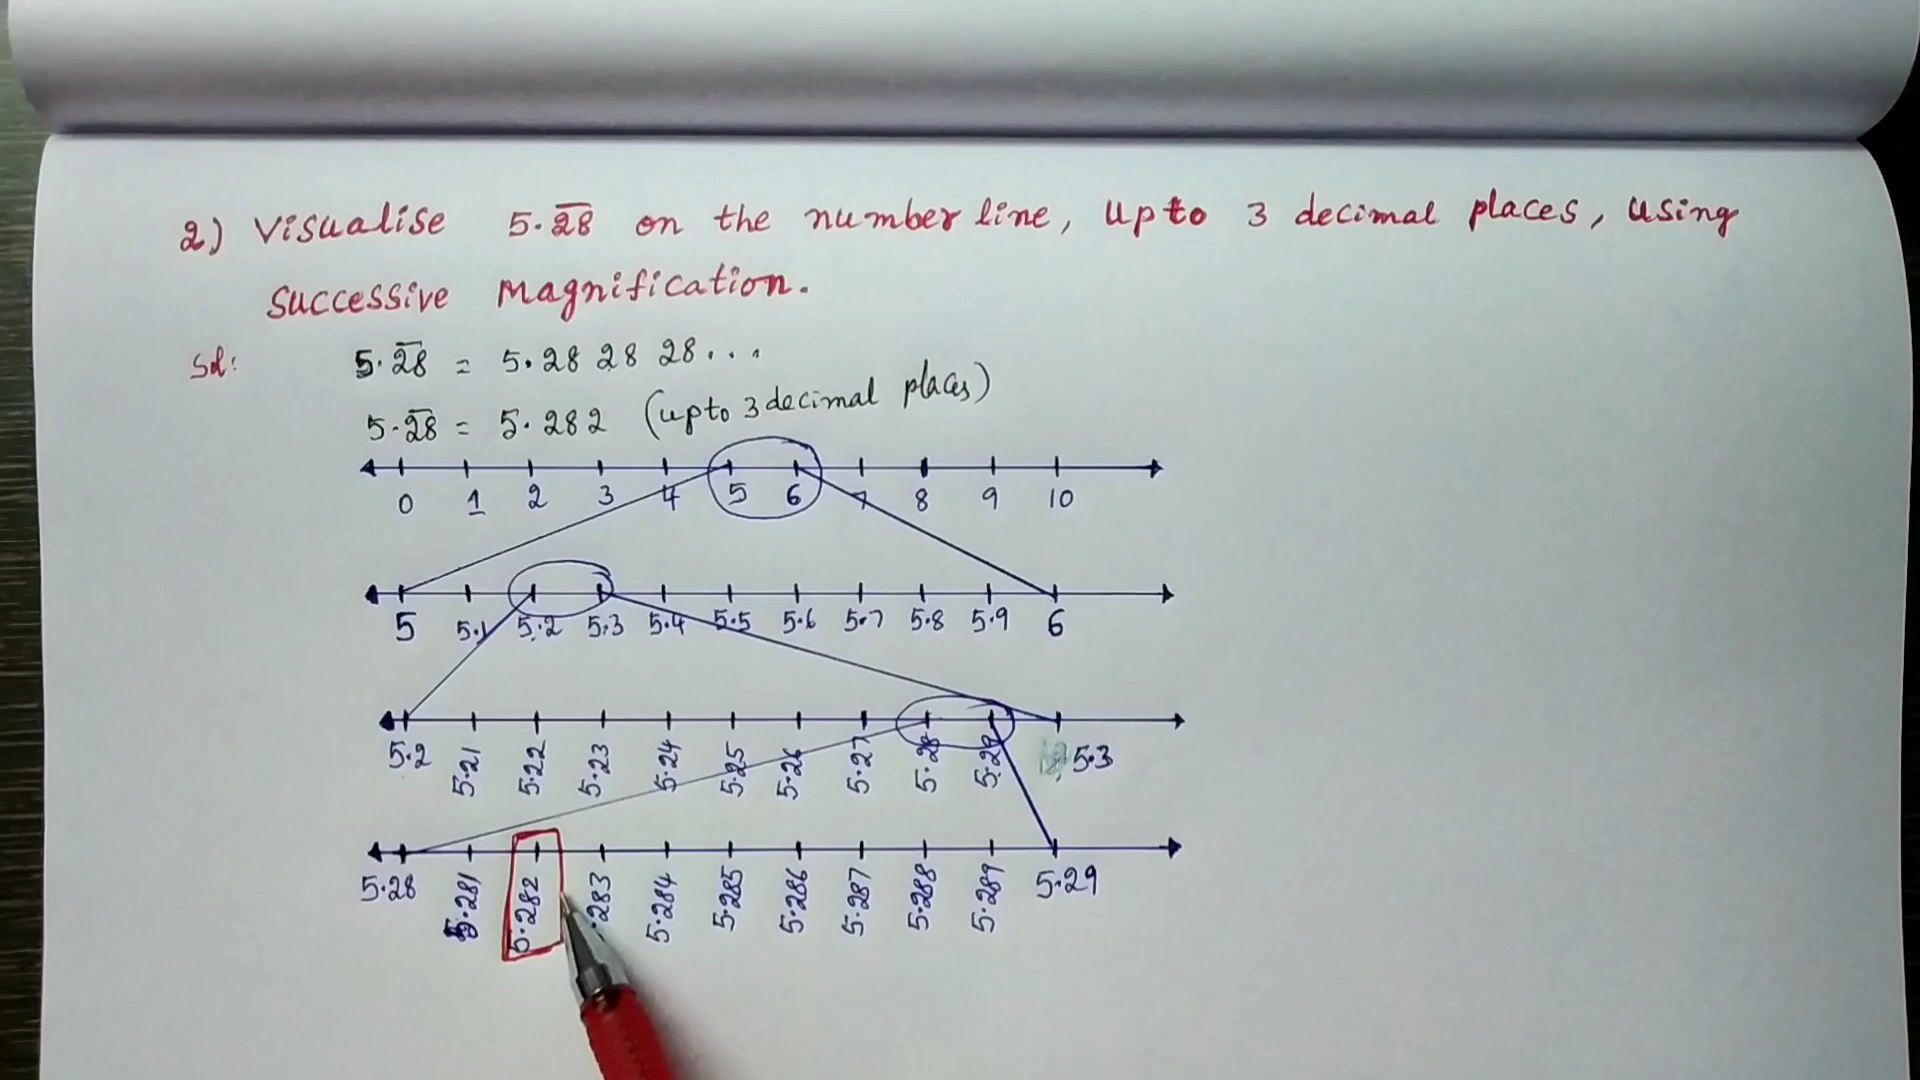 2) Visualise 5.2̅8̅ on the number line, upto 3 decimal places, using
successive magnification.
Sol: 5.2̅8̅ = 5.28 28 28...
5.2̅8̅ = 5.282 (upto 3 decimal places)
0 1 2 3 4 5 6 7 8 9 10
5 5.1 5.2 5.3 5.4 5.5 5.6 5.7 5.8 5.9 6
5.2 5.21 5.22 5.23 5.24 5.25 5.26 5.27 5.28 5.29 5.3
5.28 5.281 5.282 .283 5.284 5.285 5.286 5.287 5.288 5.289 5.29